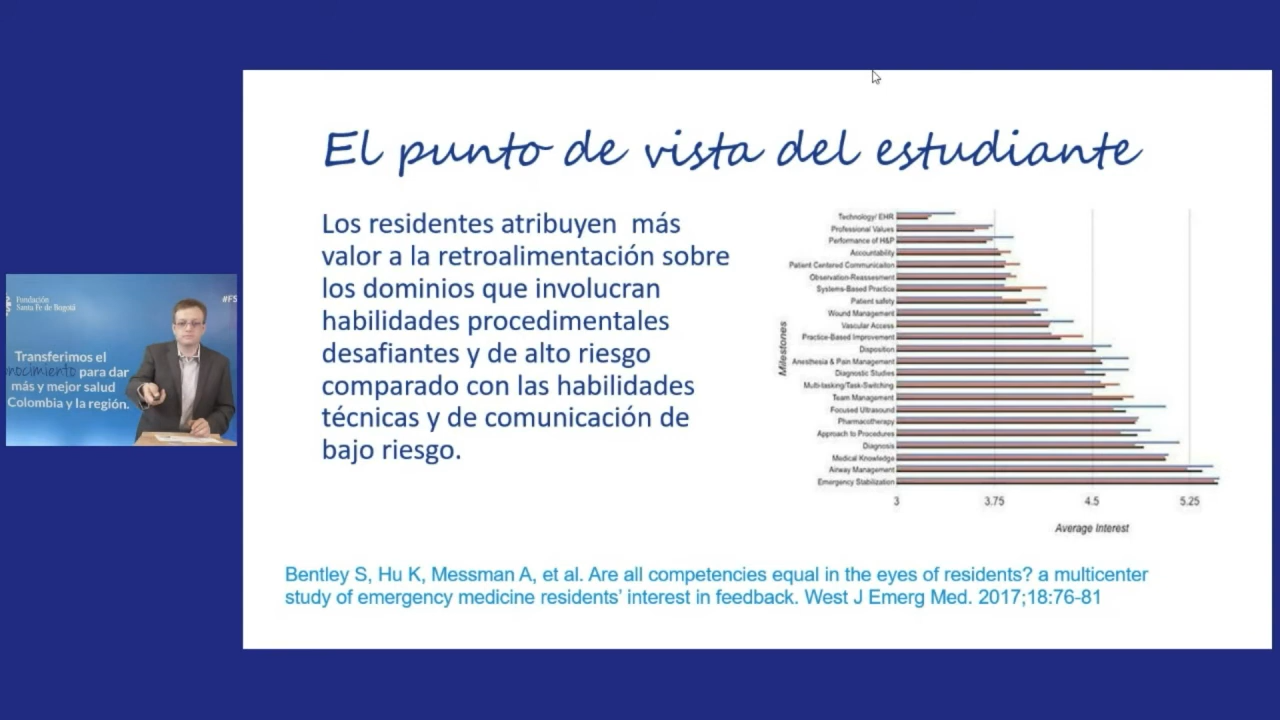 El punto de vista del estudiante
Los residentes atribuyen más
valor a la retroalimentación sobre
los dominios que involucran
habilidades procedimentales
desafiantes y de alto riesgo
comparado con las habilidades
técnicas y de comunicación de
bajo riesgo.
Milestones
Technology/ EHR
Professional Values
Performance of H&P
Accountability
Patient Centered Communicaiton
Observation-Reassesment
Systems-Based Practice
Patient safety
Wound Management
Vascular Access
Practice-Based Improvement
Disposition
Anesthesia & Pain Management
Diagnostic Studies
Multi-tasking/Task-Switching
Team Management
Focused Ultrasound
Pharmacotherapy
Approach to Procedures
Diagnosis
Medical Knowledge
Airway Management
Emergency Stabilization
3 3.75 4.5 5.25
Average Interest
Bentley S, Hu K, Messman A, et al. Are all competencies equal in the eyes of residents? a multicenter
study of emergency medicine residents' interest in feedback. West J Emerg Med. 2017;18:76-81
Fundación
Santa Fe de Bogotá
#FS
Transferimos el
para dar
más y mejor salud
Colombia y la región.